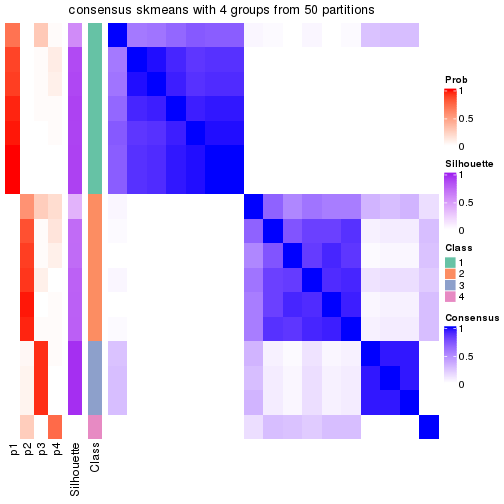 consensus skmeans with 4 groups from 50 partitions
Prob
1
0.5
0
Silhouette
1
0.5
0
Class
1
2
3
4
Consensus
1
0.5
0
p1
p2
p3
p4
Silhouette
Class